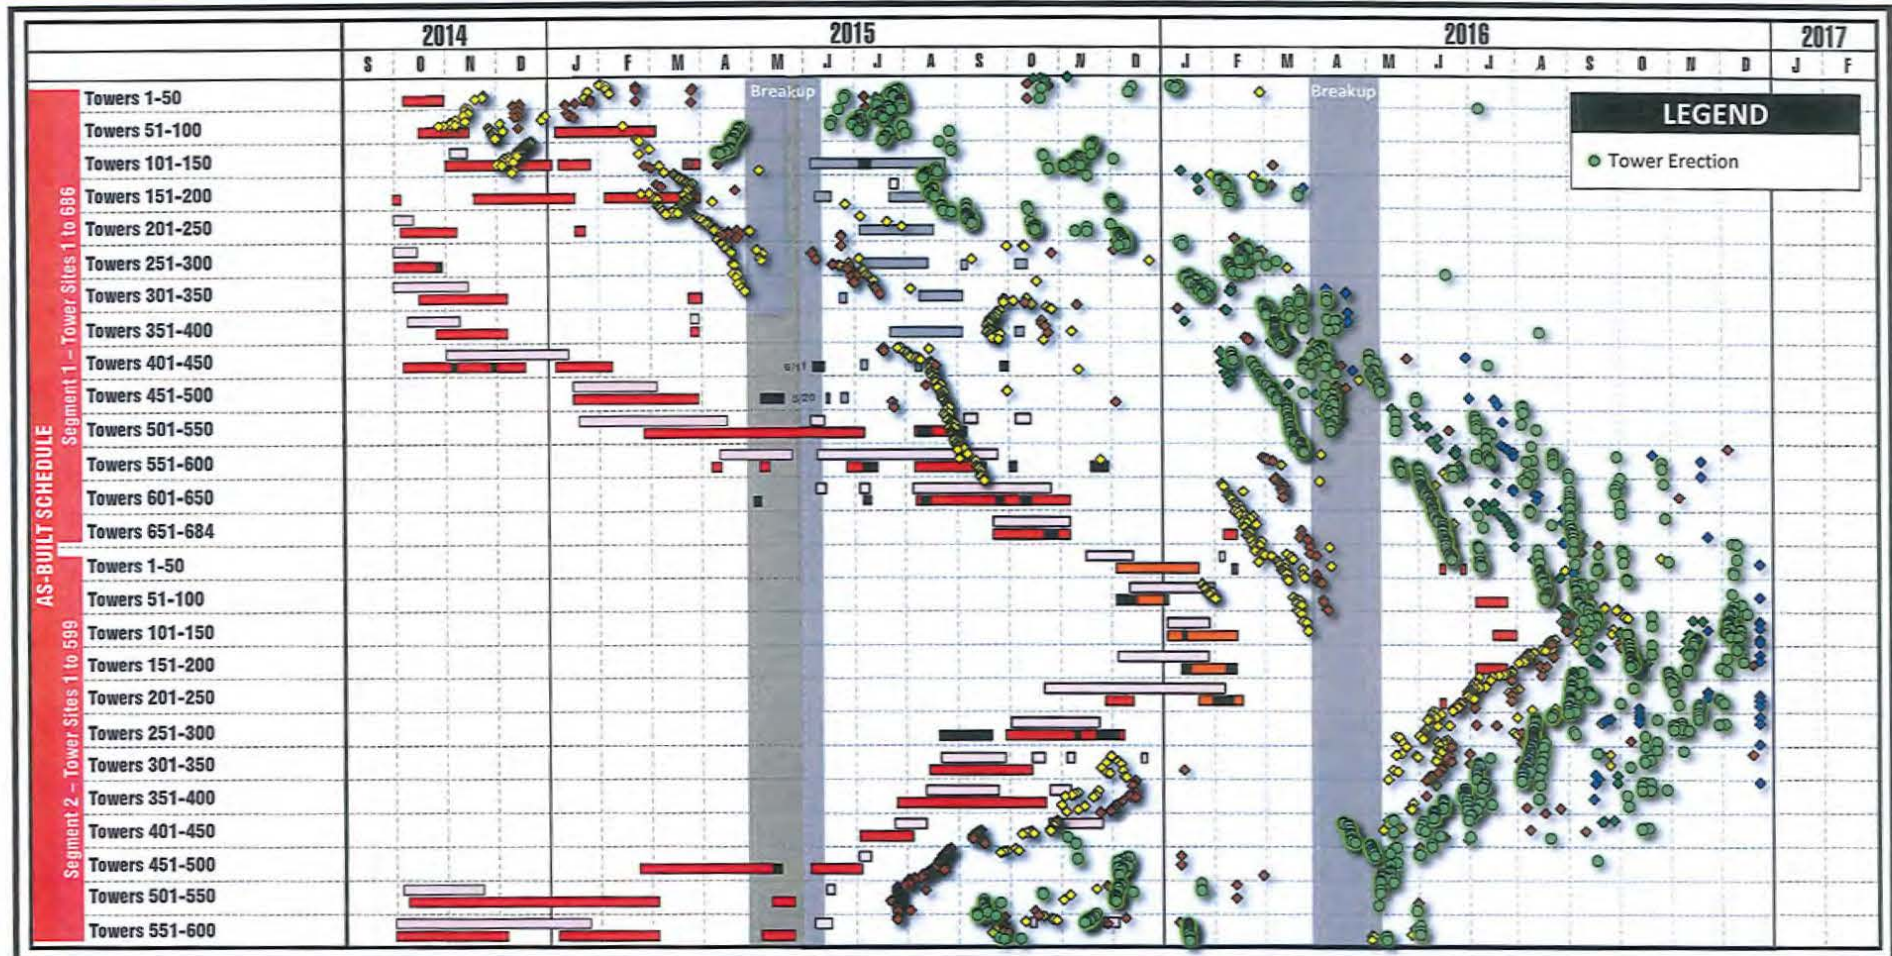 2014 2015 2016 2017
S O N D J F M A M J J A S O N D J F M A M J J A S O N D J F
Breakup Breakup
LEGEND
Tower Erection
AS-BUILT SCHEDULE
Segment 1 – Tower Sites 1 to 686
Towers 1-50
Towers 51-100
Towers 101-150
Towers 151-200
Towers 201-250
Towers 251-300
Towers 301-350
Towers 351-400
Towers 401-450
6/11
Towers 451-500
5/20
Towers 501-550
Towers 551-600
Towers 601-650
Towers 651-684
Segment 2 – Tower Sites 1 to 599
Towers 1-50
Towers 51-100
Towers 101-150
Towers 151-200
Towers 201-250
Towers 251-300
Towers 301-350
Towers 351-400
Towers 401-450
Towers 451-500
Towers 501-550
Towers 551-600